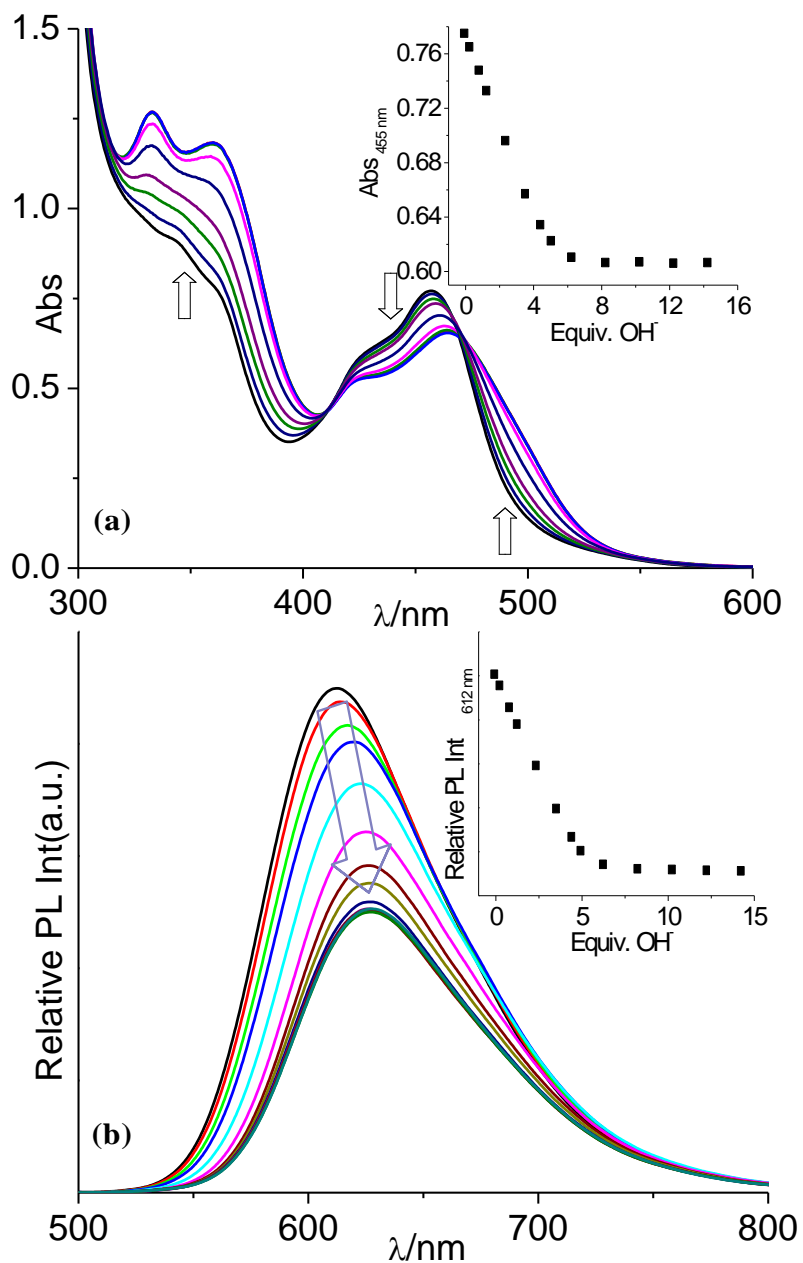 1.5
1.0
0.5
0.0
Abs
300 400 500 600
λ/nm
(a)
0.76
0.72
0.68
0.64
0.60
Abs 455 nm
0 4 8 12 16
Equiv. OH-
Relative PL Int(a.u.)
500 600 700 800
λ/nm
(b)
Relative PL Int 612 nm
0 5 10 15
Equiv. OH-